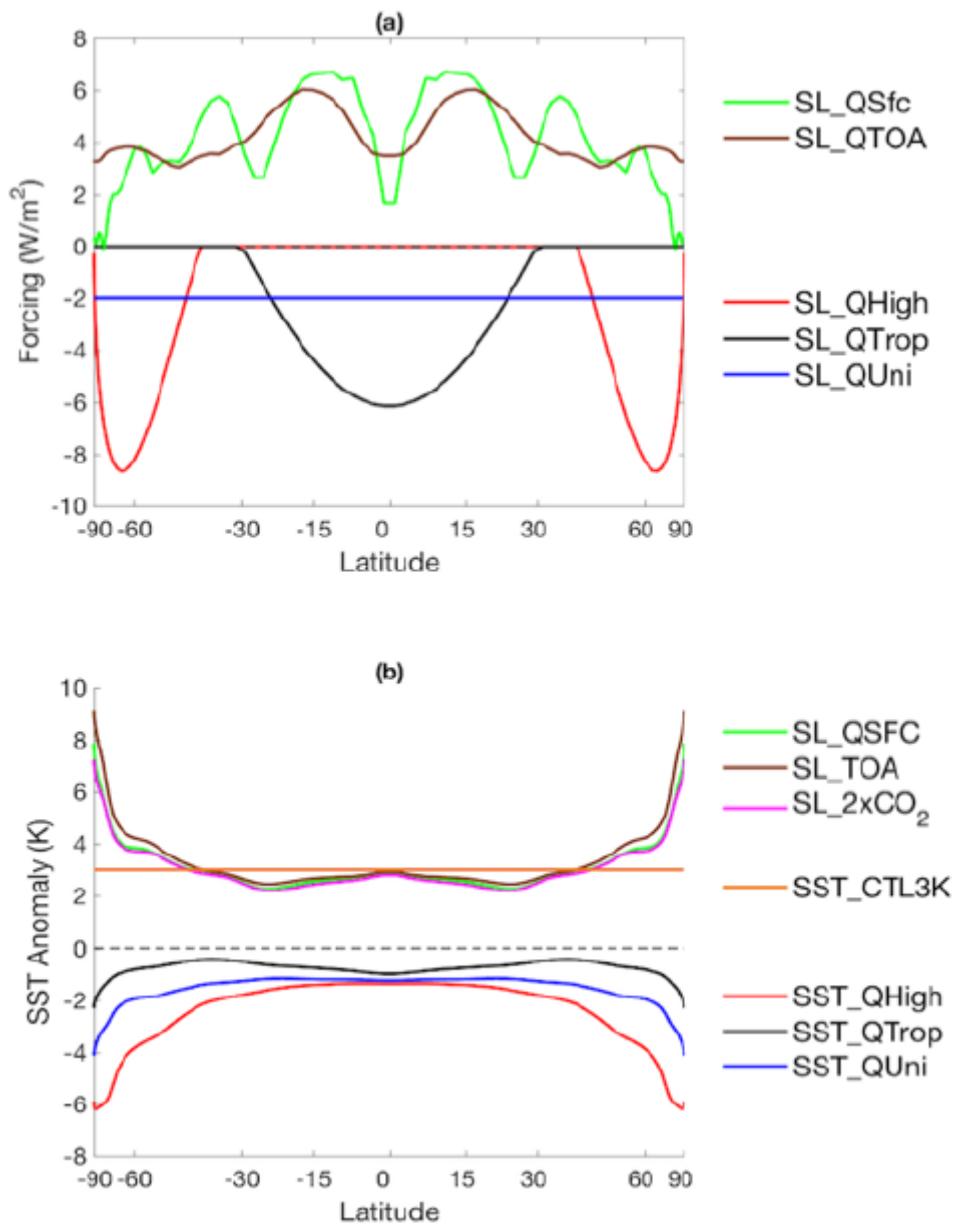 (a)
8
6
4
2
0
-2
-4
-6
-8
-10
Forcing (W/m²)
-90 -60 -30 -15 0 15 30 60 90
Latitude
SL_QSfc
SL_QTOA
SL_QHigh
SL_QTrop
SL_QUni
(b)
10
8
6
4
2
0
-2
-4
-6
-8
SST Anomaly (K)
-90 -60 -30 -15 0 15 30 60 90
Latitude
SL_QSFC
SL_TOA
SL_2xCO₂
SST_CTL3K
SST_QHigh
SST_QTrop
SST_QUni